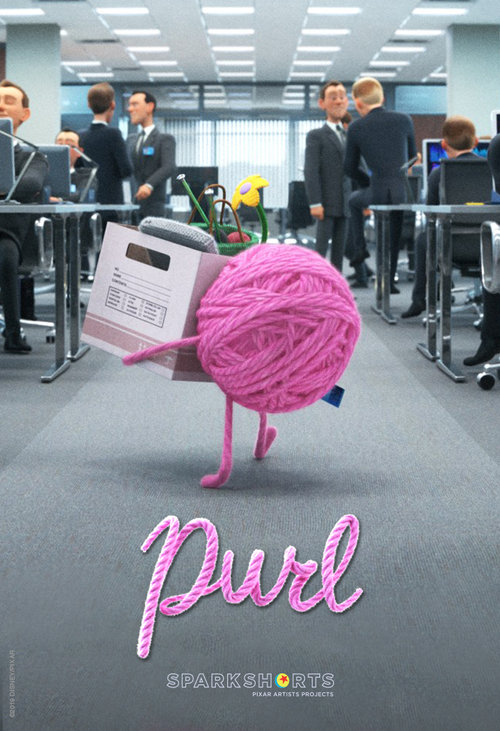 Purl
SPARKSHORTS
PIXAR ARTISTS PROJECTS
©2019 DISNEY/PIXAR